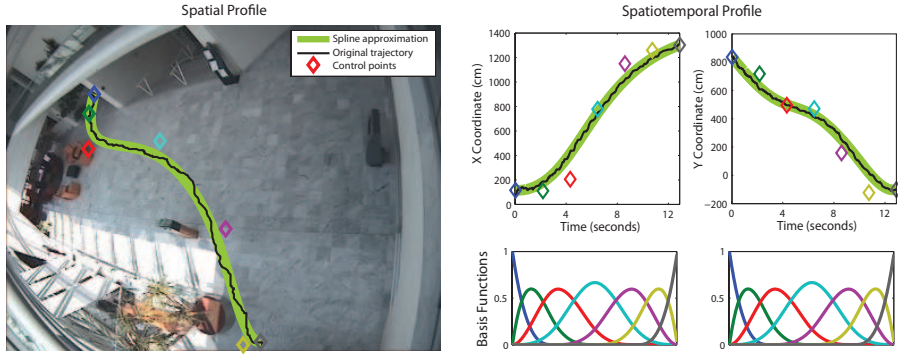 Spatial Profile
Spline approximation
Original trajectory
Control points
Spatiotemporal Profile
X Coordinate (cm)
1400
1200
1000
800
600
400
200
0
0 4 8 12
Time (seconds)
Y Coordinate (cm)
1000
800
600
400
200
0
−200
0 4 8 12
Time (seconds)
Basis Functions
1
0.5
0
1
0.5
0